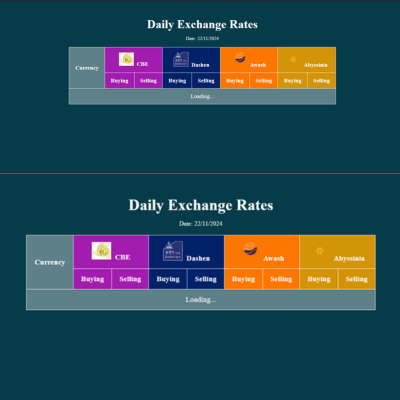 Daily Exchange Rates
Date: 22/11/2024
Currency CBE Dashen Awash Abyssinia
Buying Selling Buying Selling Buying Selling Buying Selling
Loading...
Daily Exchange Rates
Date: 22/11/2024
Currency CBE Dashen Awash Abyssinia
Buying Selling Buying Selling Buying Selling Buying Selling
Loading...